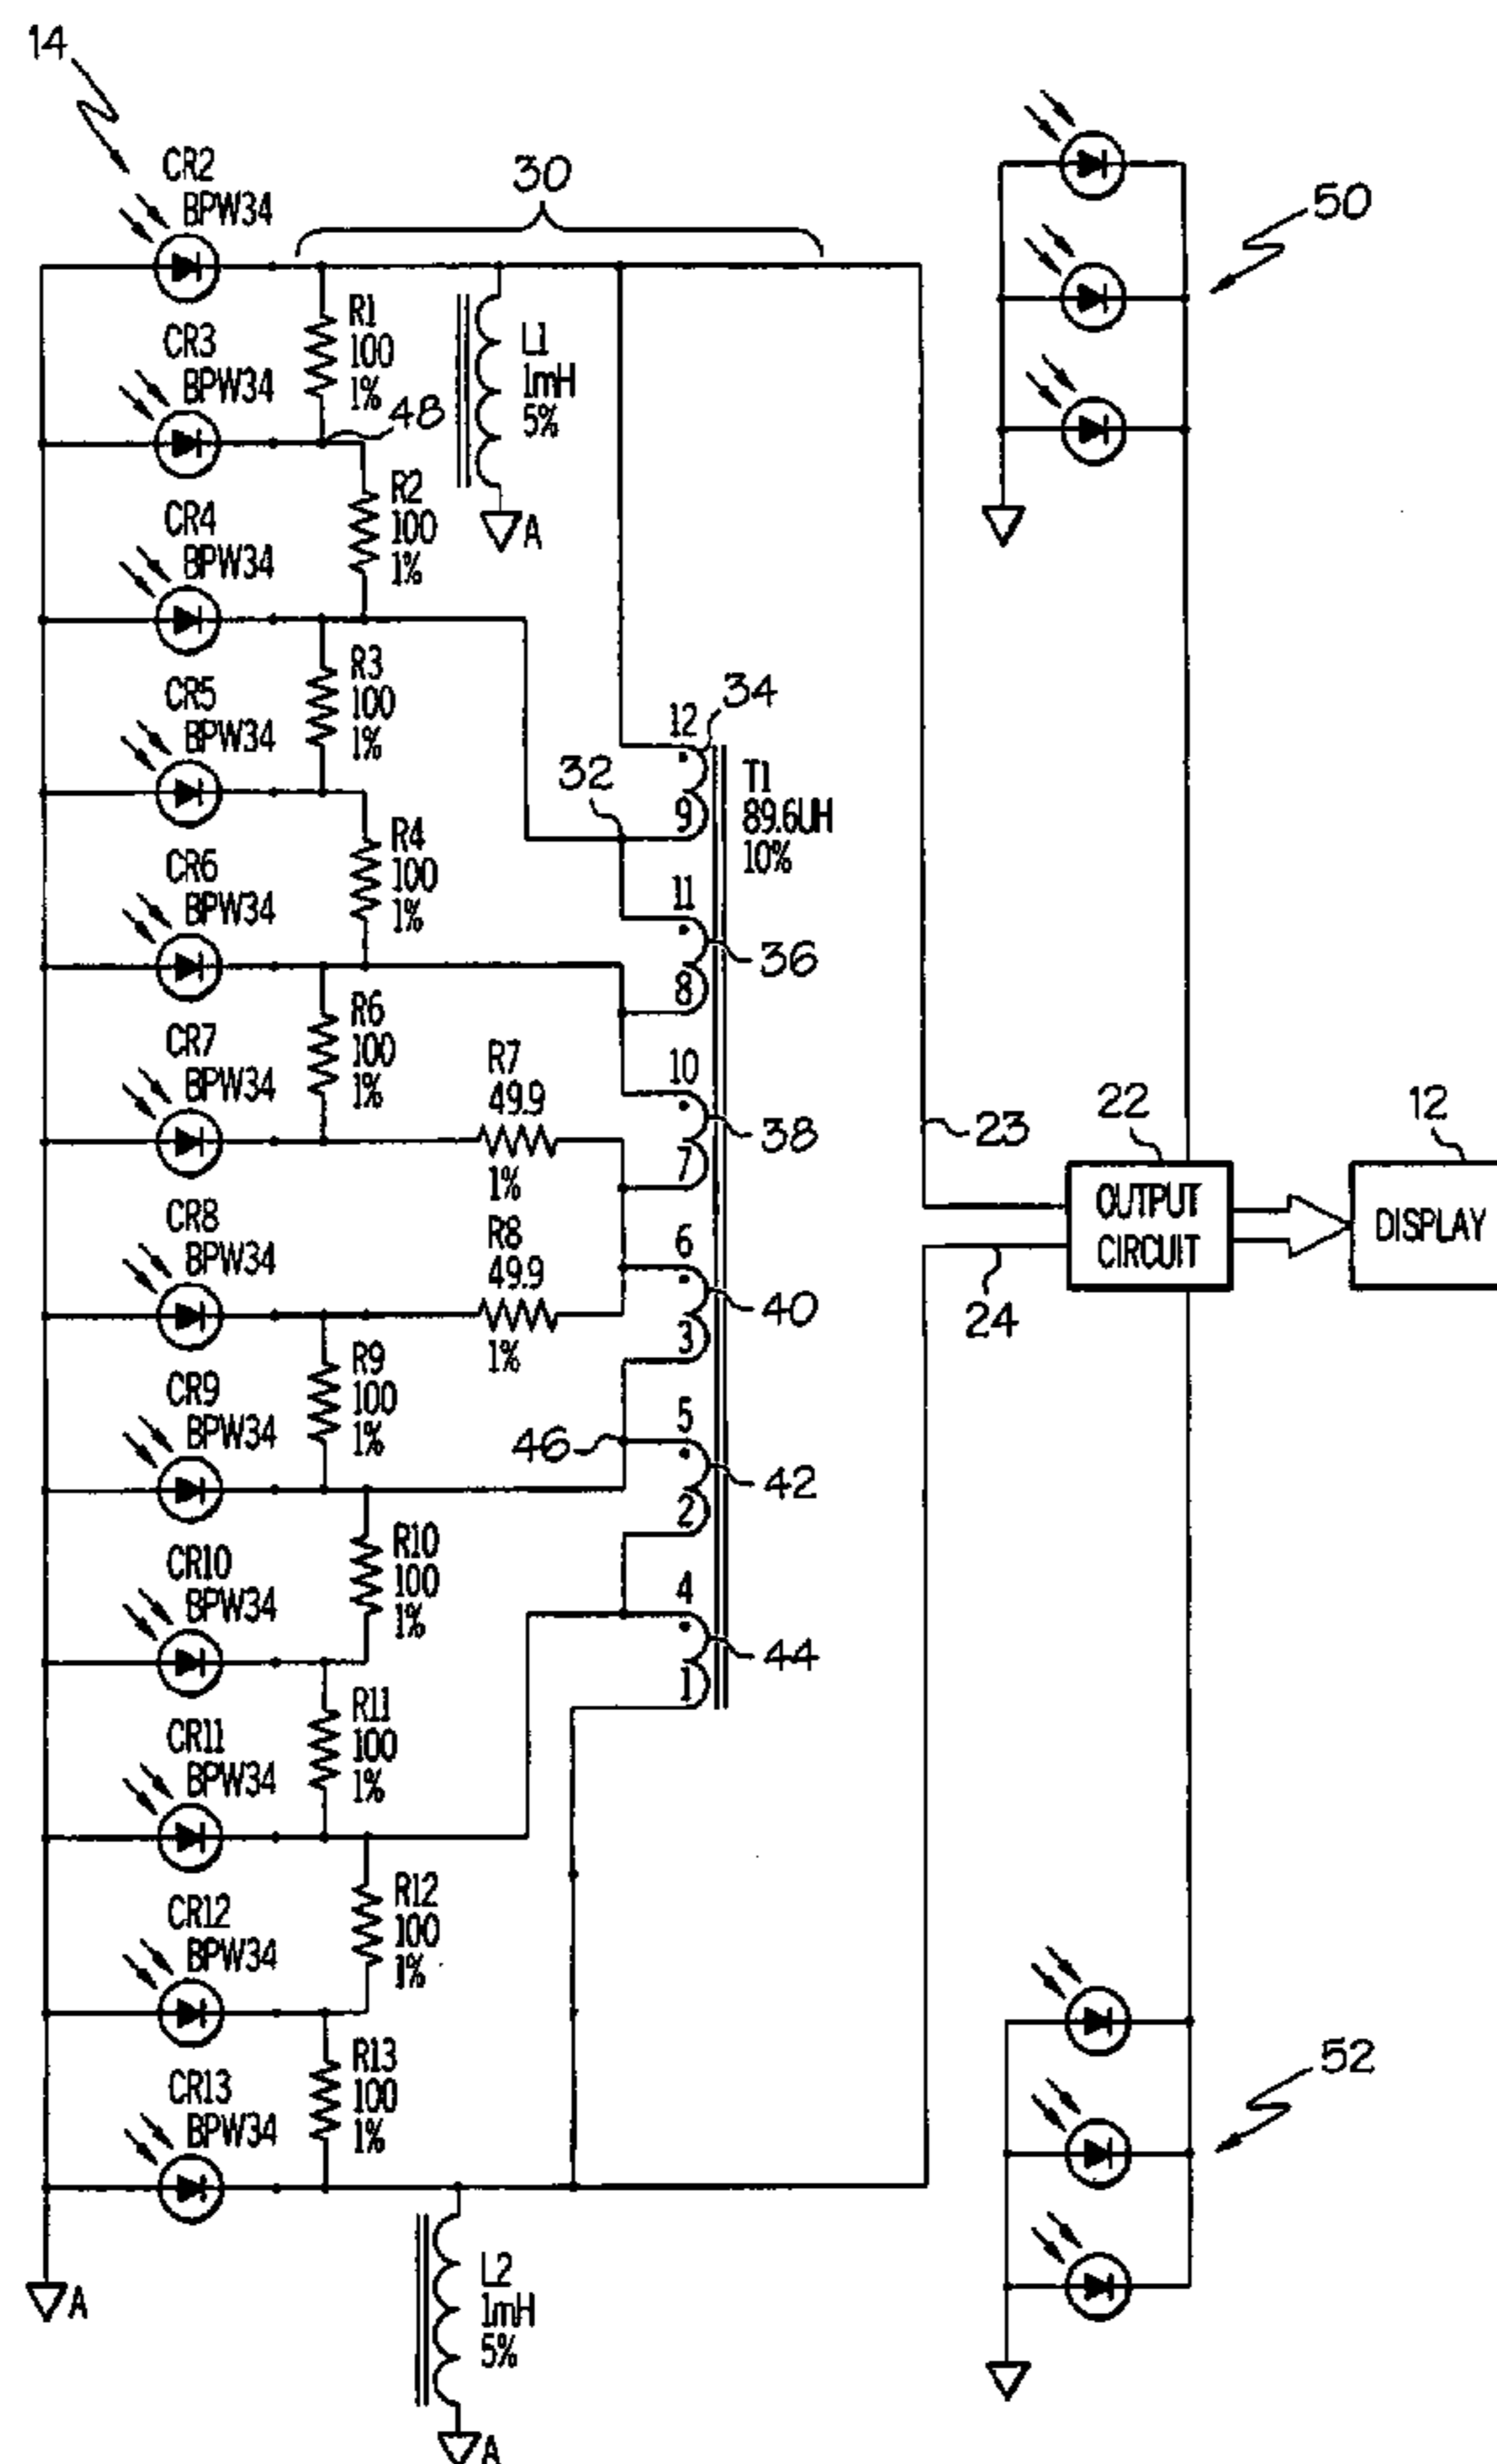 14
CR2
BPW34
30
50
R1
100
1%
L1
1mH
5%
CR3
BPW34
48
R2
100
1%
A
CR4
BPW34
R3
100
1%
CR5
BPW34
34
12
32
9
T1
89.6UH
10%
R4
100
1%
CR6
BPW34
11
36
8
R6
100
1%
CR7
BPW34
R7
49.9
1%
10
38
7
23
22
12
OUTPUT
CIRCUIT
DISPLAY
CR8
BPW34
R8
49.9
1%
6
40
3
24
R9
100
1%
CR9
BPW34
46
5
42
2
R10
100
1%
CR10
BPW34
4
44
1
R11
100
1%
CR11
BPW34
R12
100
1%
CR12
BPW34
R13
100
1%
52
CR13
BPW34
A
L2
1mH
5%
A